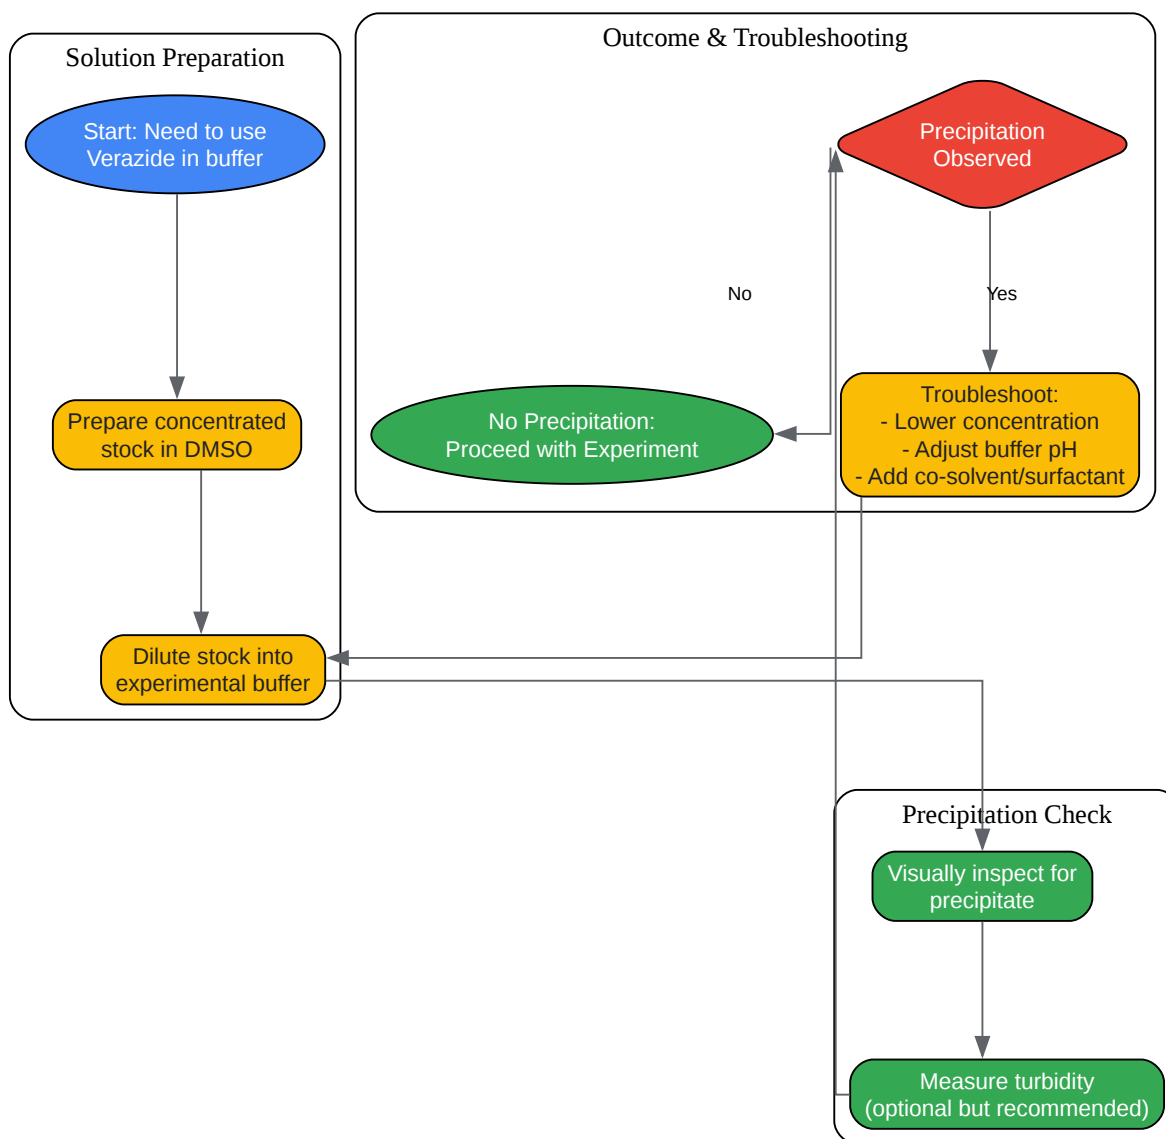 Solution Preparation
Start: Need to use
Verazide in buffer
Prepare concentrated
stock in DMSO
Dilute stock into
experimental buffer
Outcome & Troubleshooting
Precipitation
Observed
No
Yes
No Precipitation:
Proceed with Experiment
Troubleshoot:
- Lower concentration
- Adjust buffer pH
- Add co-solvent/surfactant
Precipitation Check
Visually inspect for
precipitate
Measure turbidity
(optional but recommended)